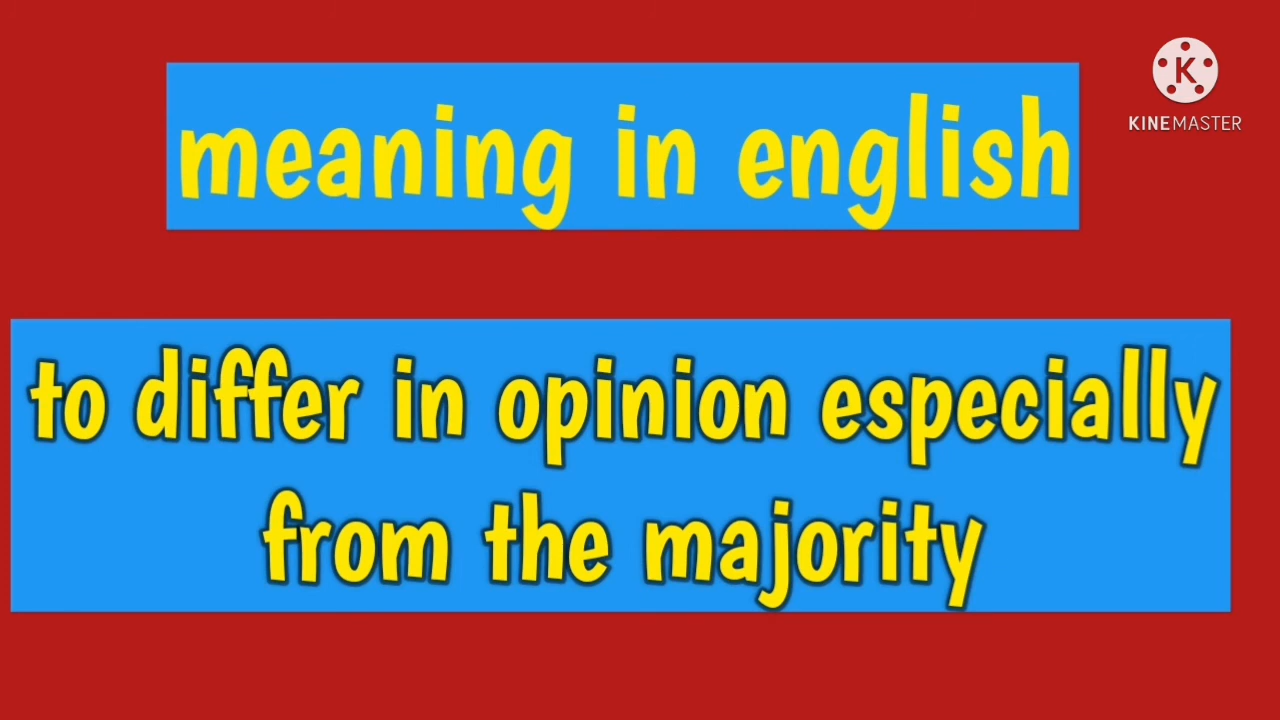 meaning in english
K
KINEMASTER
to differ in opinion especially
from the majority